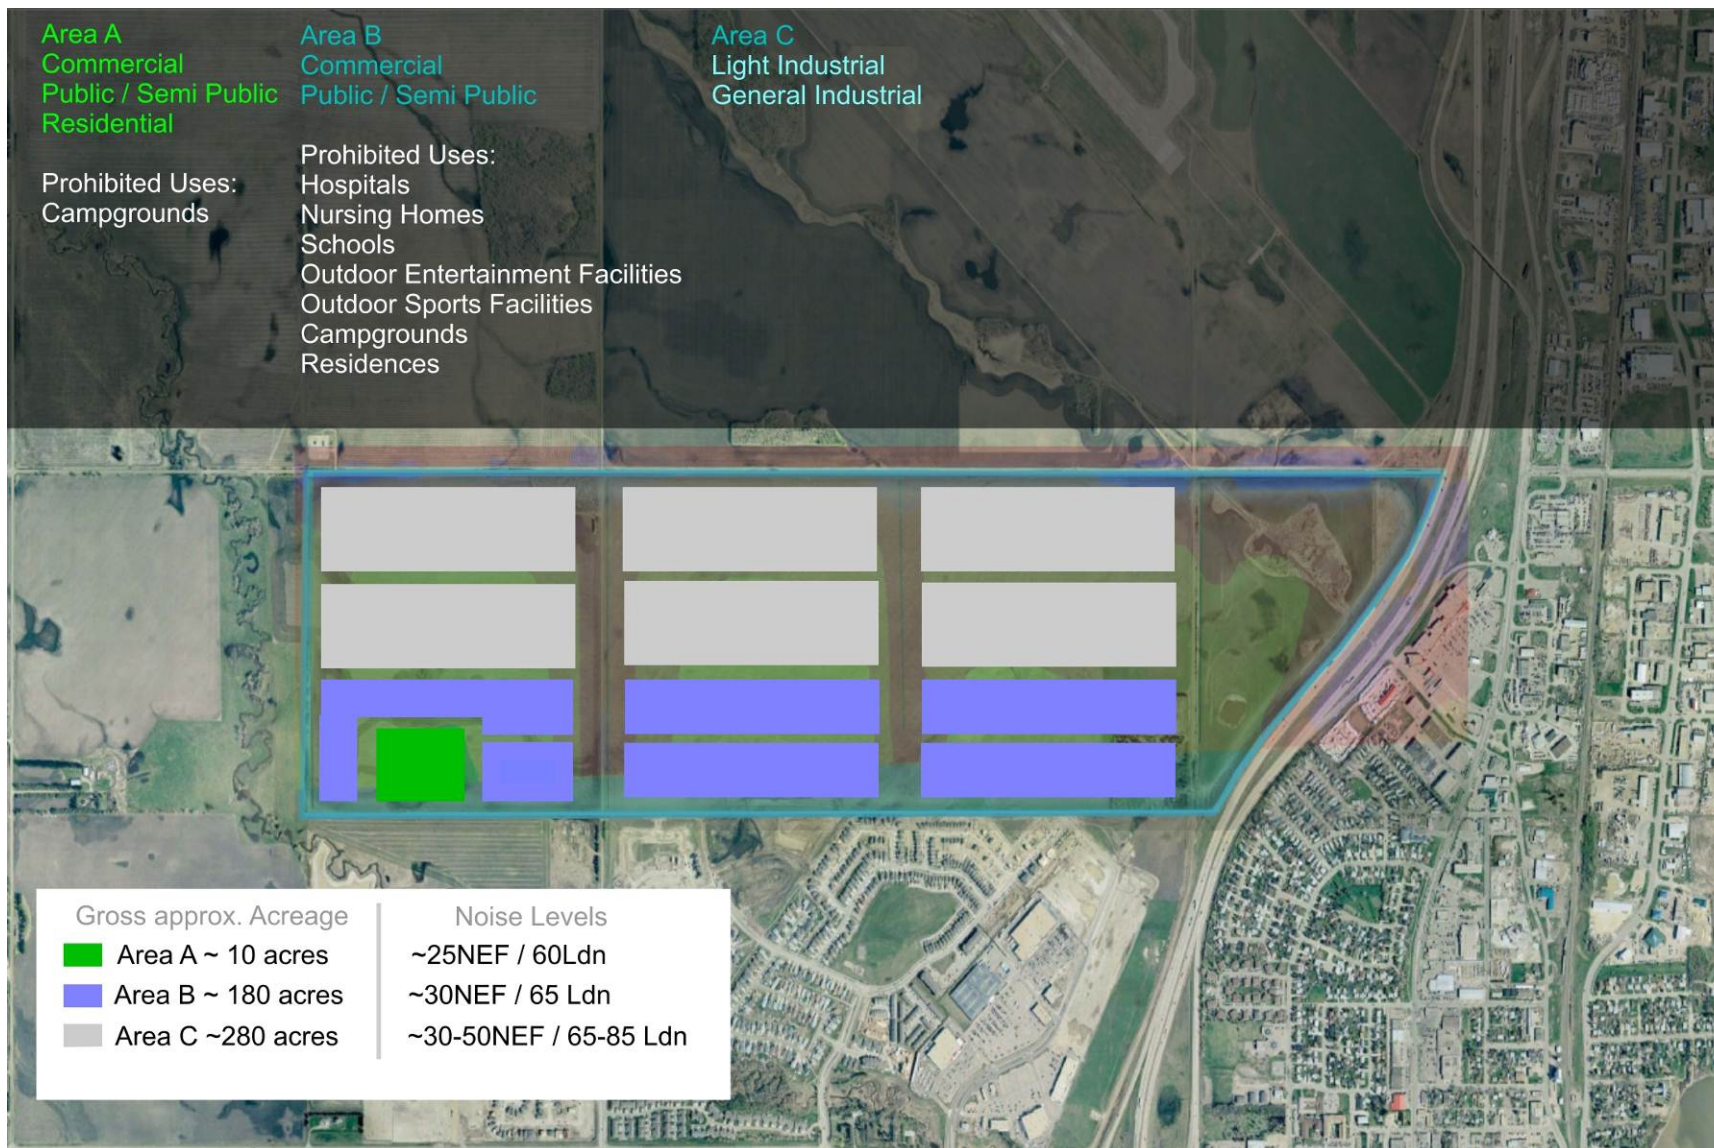 Area A
Commercial
Public / Semi Public
Residential
Prohibited Uses:
Campgrounds
Area B
Commercial
Public / Semi Public
Prohibited Uses:
Hospitals
Nursing Homes
Schools
Outdoor Entertainment Facilities
Outdoor Sports Facilities
Campgrounds
Residences
Area C
Light Industrial
General Industrial
Gross approx. Acreage
Noise Levels
Area A ~ 10 acres
~25NEF / 60Ldn
Area B ~ 180 acres
~30NEF / 65 Ldn
Area C ~280 acres
~30-50NEF / 65-85 Ldn